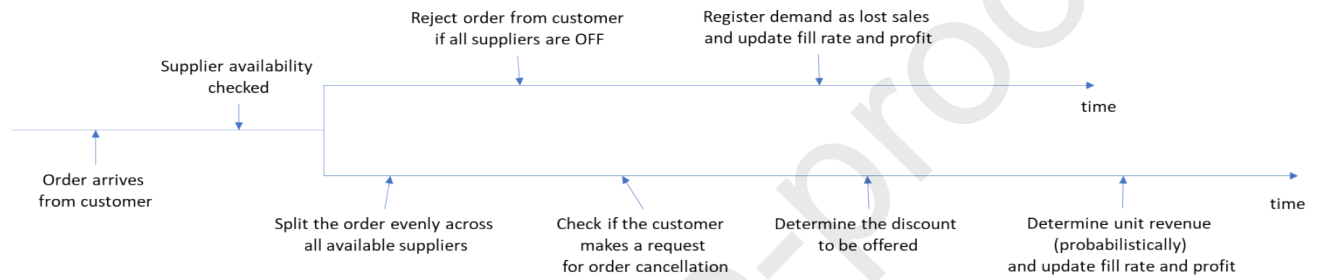 Reject order from customer
if all suppliers are OFF
Register demand as lost sales
and update fill rate and profit
Supplier availability
checked
time
Order arrives
from customer
time
Split the order evenly across
all available suppliers
Check if the customer
makes a request
for order cancellation
Determine the discount
to be offered
Determine unit revenue
(probabilistically)
and update fill rate and profit